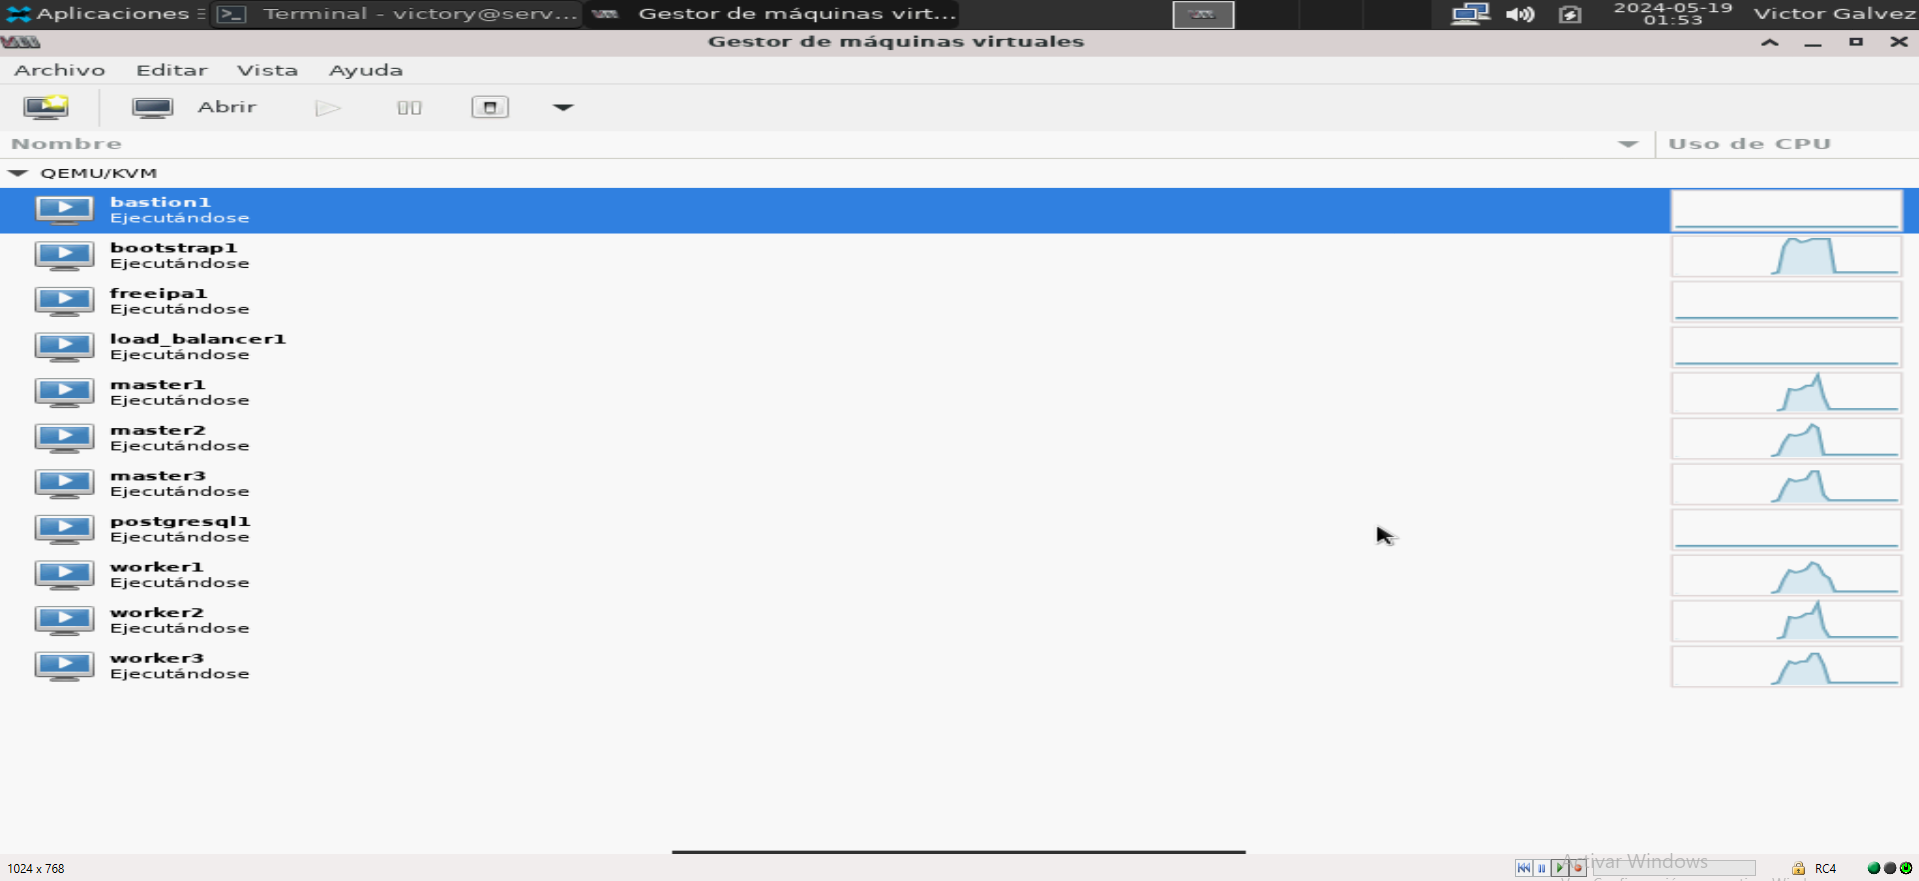 Aplicaciones
Terminal - victory@serv...
Gestor de máquinas virt...
2024-05-19
01:53
Victor Galvez
Gestor de máquinas virtuales
Archivo Editar Vista Ayuda
Abrir
Nombre
Uso de CPU
QEMU/KVM
bastion1
Ejecutándose
bootstrap1
Ejecutándose
freeipa1
Ejecutándose
load_balancer1
Ejecutándose
master1
Ejecutándose
master2
Ejecutándose
master3
Ejecutándose
postgresql1
Ejecutándose
worker1
Ejecutándose
worker2
Ejecutándose
worker3
Ejecutándose
Activar Windows
1024 x 768
RC4